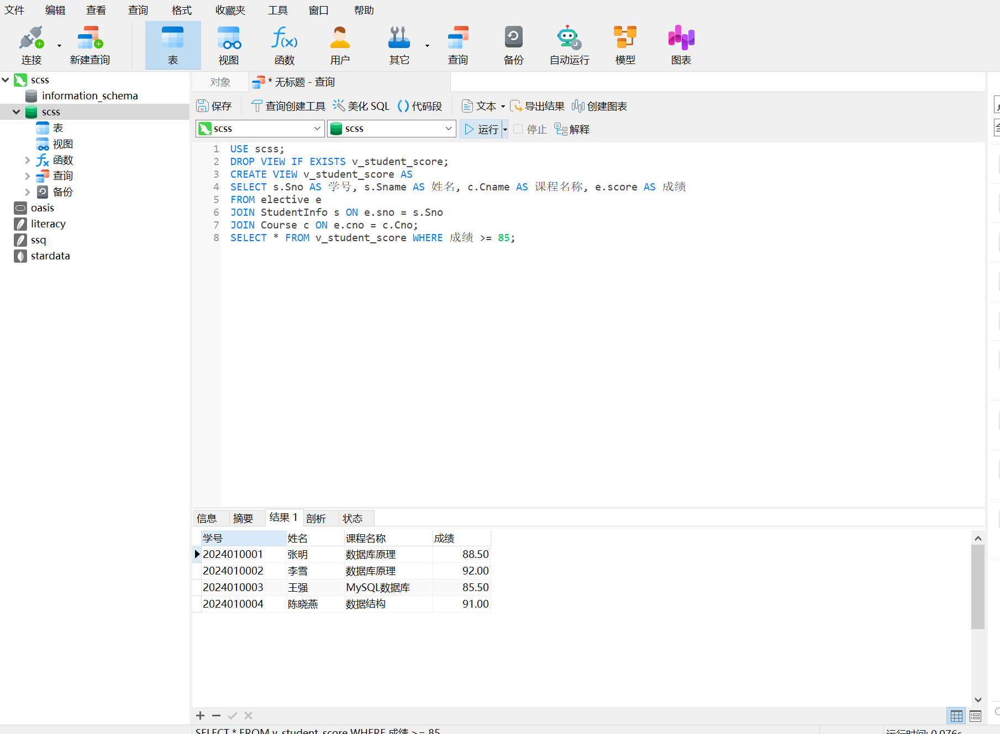 文件 编辑 查看 查询 格式 收藏夹 工具 窗口 帮助
连接 新建查询 表 视图 函数 用户 其它 查询 备份 自动运行 模型 图表
scss
information_schema
scss
表
视图
函数
查询
备份
oasis
literacy
ssq
stardata
对象 * 无标题 - 查询
保存 查询创建工具 美化 SQL 代码段 文本 导出结果 创建图表
scss scss 运行 停止 解释
1 USE scss;
2 DROP VIEW IF EXISTS v_student_score;
3 CREATE VIEW v_student_score AS
4 SELECT s.Sno AS 学号, s.Sname AS 姓名, c.Cname AS 课程名称, e.score AS 成绩
5 FROM elective e
6 JOIN StudentInfo s ON e.sno = s.Sno
7 JOIN Course c ON e.cno = c.Cno;
8 SELECT * FROM v_student_score WHERE 成绩 >= 85;
信息 摘要 结果 1 剖析 状态
学号 姓名 课程名称 成绩
2024010001 张明 数据库原理 88.50
2024010002 李雪 数据库原理 92.00
2024010003 王强 MySQL数据库 85.50
2024010004 陈晓燕 数据结构 91.00
SELECT * FROM v_student_score WHERE 成绩 >= 85 运行时间: 0.076s